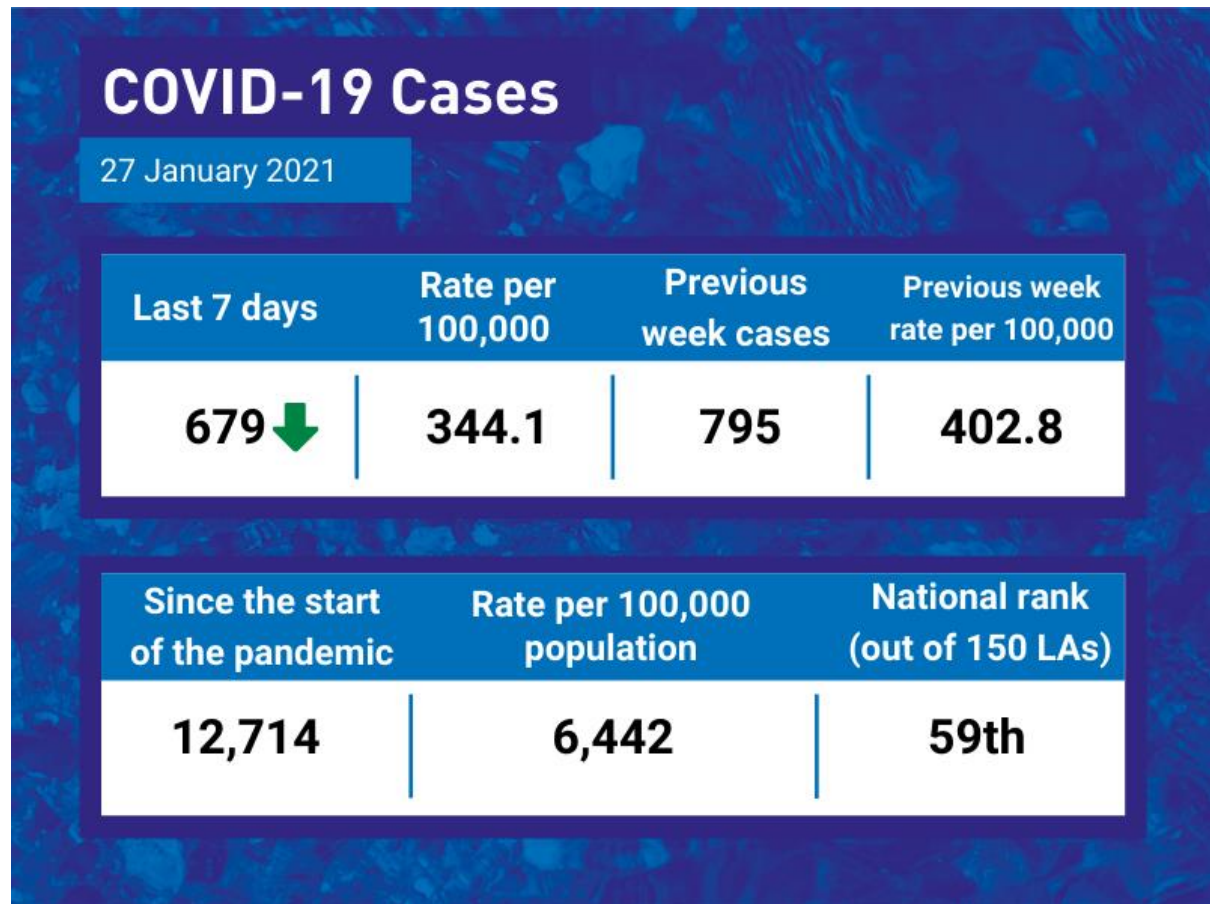 COVID-19 Cases
27 January 2021
Last 7 days
Rate per
100,000
Previous
week cases
Previous week
rate per 100,000
679
344.1
795
402.8
Since the start
of the pandemic
Rate per 100,000
population
National rank
(out of 150 LAs)
12,714
6,442
59th